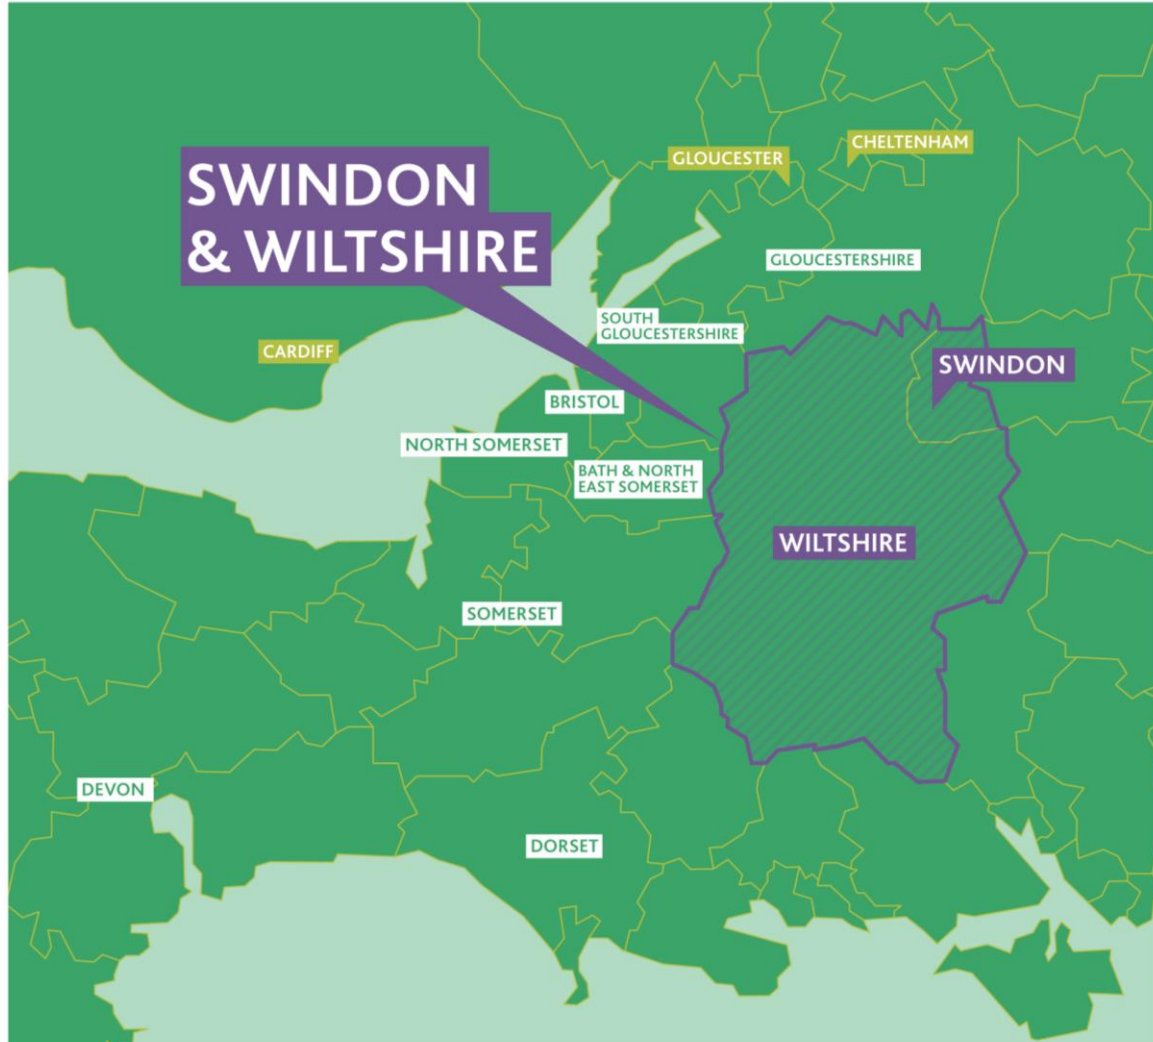 CHELTENHAM
GLOUCESTER
SWINDON
& WILTSHIRE
GLOUCESTERSHIRE
SOUTH
GLOUCESTERSHIRE
CARDIFF
SWINDON
BRISTOL
NORTH SOMERSET
BATH & NORTH
EAST SOMERSET
WILTSHIRE
SOMERSET
DEVON
DORSET